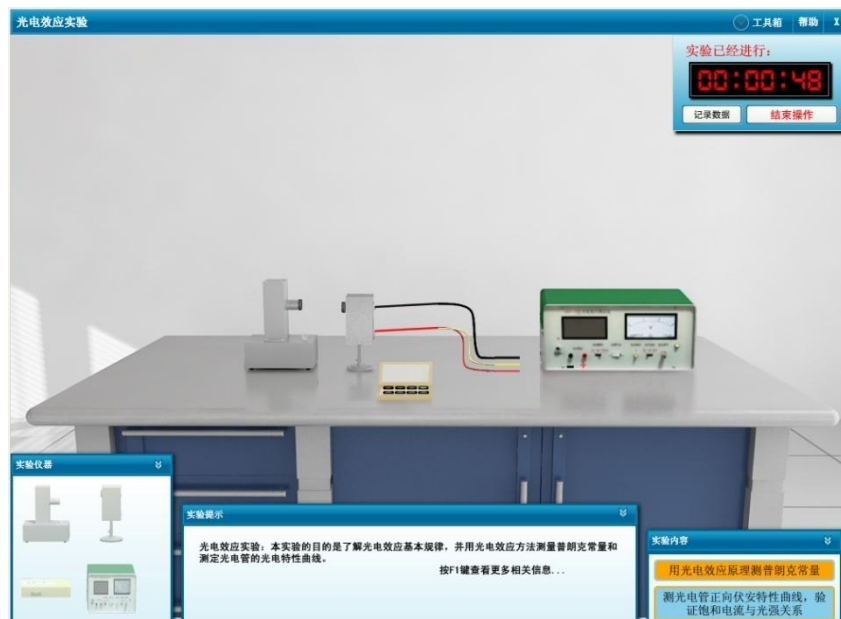 光电效应实验
工具箱 帮助 X
实验已经进行：
00:00:48
记录数据 结束操作
实验仪器
实验提示
光电效应实验：本实验的目的是了解光电效应基本规律，并用光电效应方法测量普朗克常量和
测定光电管的光电特性曲线。
按F1键查看更多相关信息...
实验内容
用光电效应原理测普朗克常量
测光电管正向伏安特性曲线，验
证饱和电流与光强关系